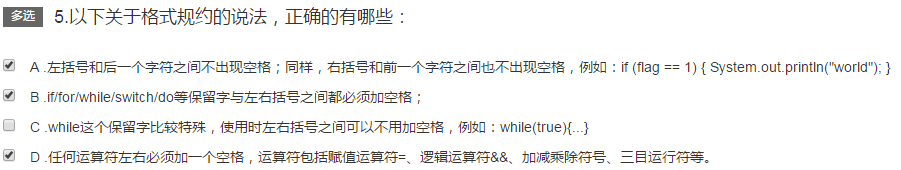 多选 5.以下关于格式规约的说法，正确的有哪些：
A .左括号和后一个字符之间不出现空格；同样，右括号和前一个字符之间也不出现空格，例如：if (flag == 1) { System.out.println("world"); }
B .if/for/while/switch/do等保留字与左右括号之间都必须加空格；
C .while这个保留字比较特殊，使用时左右括号之间可以不用加空格，例如：while(true){...}
D .任何运算符左右必须加一个空格，运算符包括赋值运算符=、逻辑运算符&&、加减乘除符号、三目运行符等。